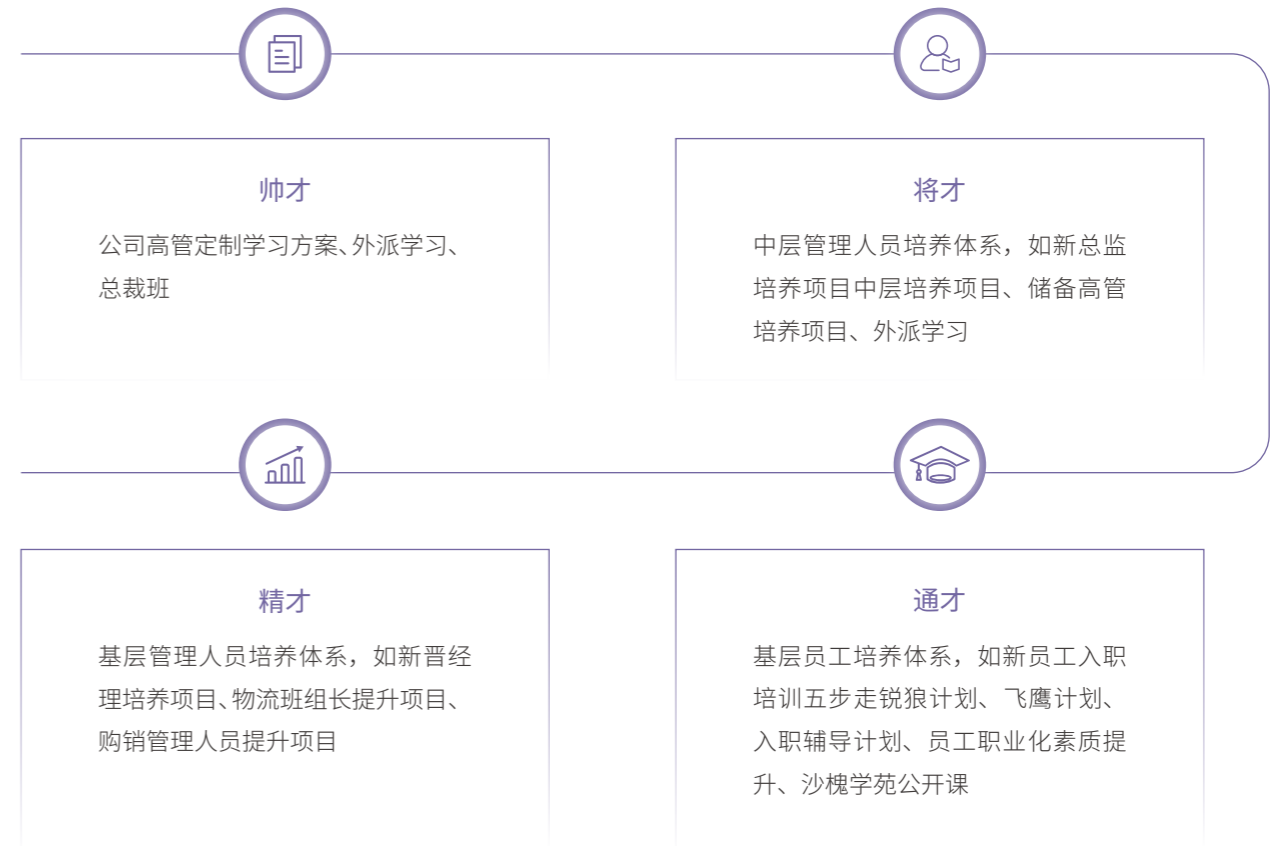 帅才
公司高管定制学习方案、外派学习、
总裁班
将才
中层管理人员培养体系，如新总监
培养项目中层培养项目、储备高管
培养项目、外派学习
精才
基层管理人员培养体系，如新晋经
理培养项目、物流班组长提升项目、
购销管理人员提升项目
通才
基层员工培养体系，如新员工入职
培训五步走锐狼计划、飞鹰计划、
入职辅导计划、员工职业化素质提
升、沙槐学苑公开课